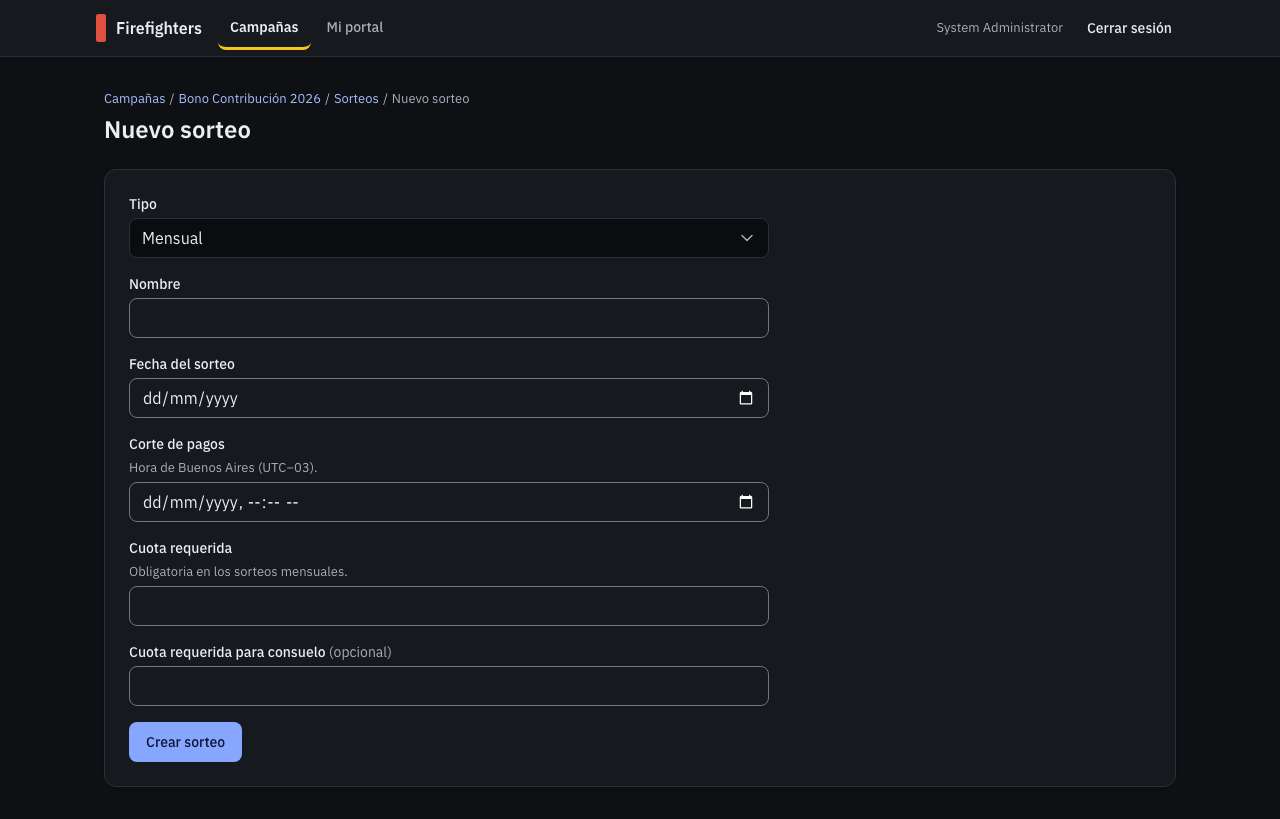 Firefighters Campañas Mi portal System Administrator Cerrar sesión
Campañas / Bono Contribución 2026 / Sorteos / Nuevo sorteo
Nuevo sorteo
Tipo
Mensual
Nombre
Fecha del sorteo
dd/mm/yyyy
Corte de pagos
Hora de Buenos Aires (UTC−03).
dd/mm/yyyy, --:-- --
Cuota requerida
Obligatoria en los sorteos mensuales.
Cuota requerida para consuelo (opcional)
Crear sorteo